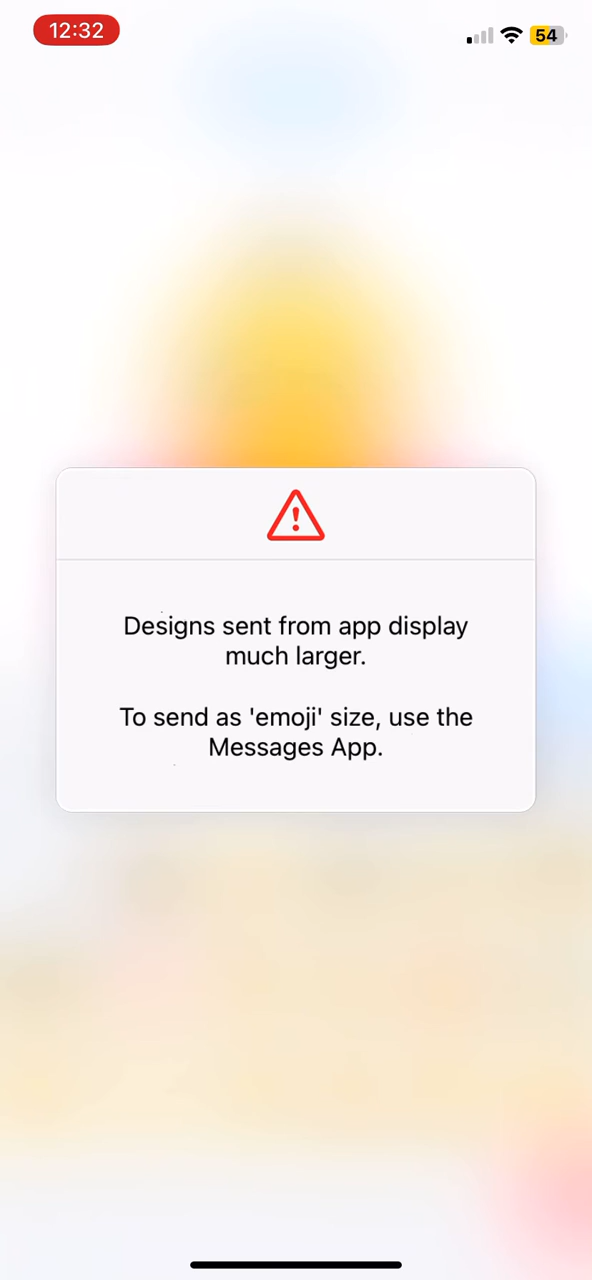 12:32
54
Designs sent from app display
much larger.
To send as 'emoji' size, use the
Messages App.